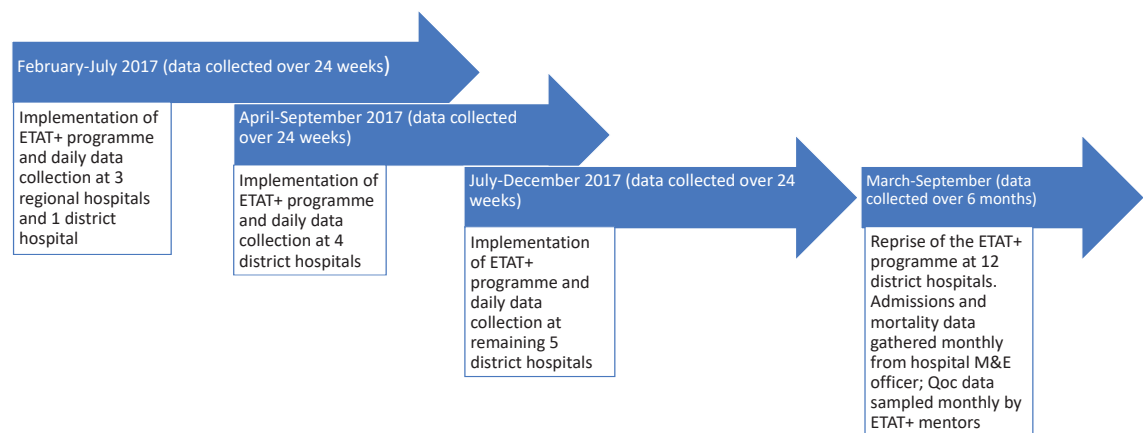 February-July 2017 (data collected over 24 weeks)
Implementation of
ETAT+ programme
and daily data
collection at 3
regional hospitals
and 1 district
hospital
April-September 2017 (data collected
over 24 weeks)
Implementation of
ETAT+ programme
and daily data
collection at 4
district hospitals
July-December 2017 (data collected over 24
weeks)
Implementation
of ETAT+
programme and
daily data
collection at
remaining 5
district hospitals
March-September (data
collected over 6 months)
Reprise of the ETAT+
programme at 12
district hospitals.
Admissions and
mortality data
gathered monthly
from hospital M&E
officer; Qoc data
sampled monthly by
ETAT+ mentors